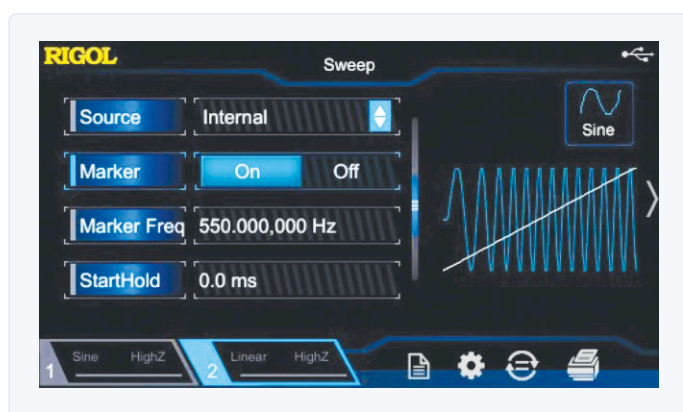 RIGOL
Sweep
Source Internal
Sine
Marker On Off
Marker Freq 550.000,000 Hz
StartHold 0.0 ms
1 Sine HighZ 2 Linear HighZ